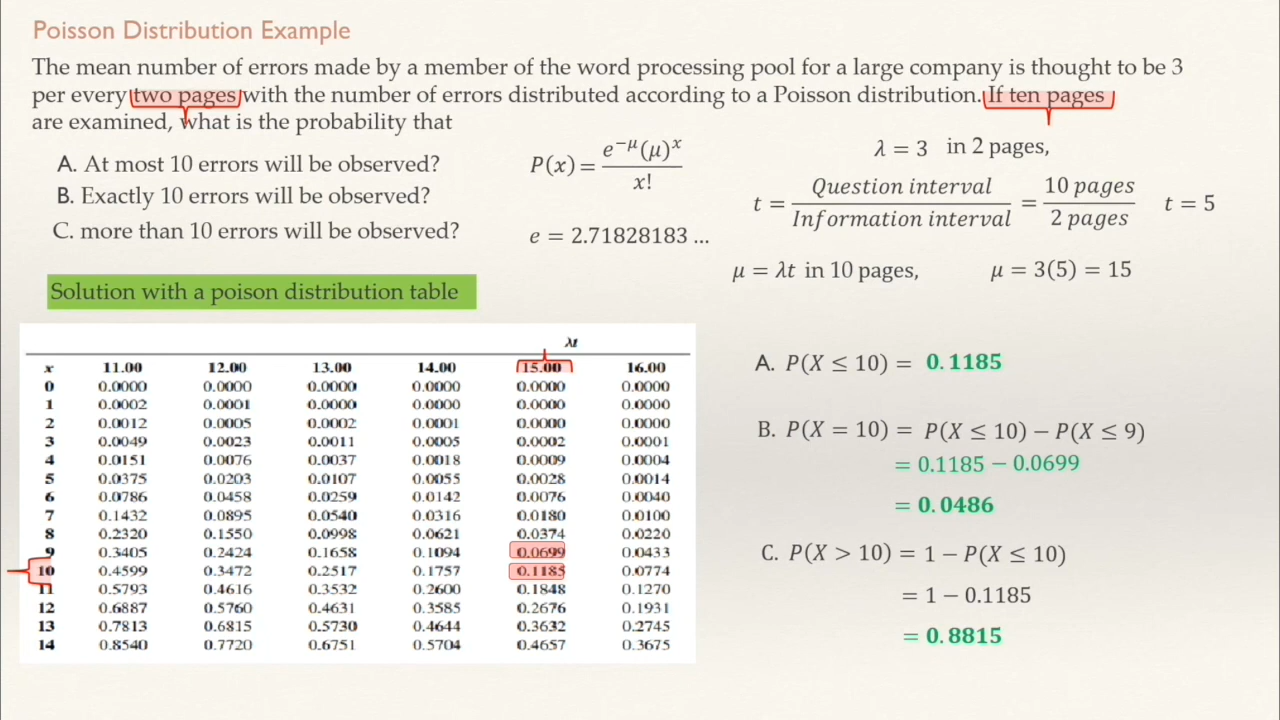 Poisson Distribution Example
The mean number of errors made by a member of the word processing pool for a large company is thought to be 3
per every two pages with the number of errors distributed according to a Poisson distribution. If ten pages
are examined, what is the probability that
A. At most 10 errors will be observed?
B. Exactly 10 errors will be observed?
C. more than 10 errors will be observed?
P(x) = e^−μ(μ)^x / x!
e = 2.71828183 ...
λ = 3 in 2 pages,
t = Question interval / Information interval = 10 pages / 2 pages t = 5
μ = λt in 10 pages, μ = 3(5) = 15
Solution with a poison distribution table
λt
x 11.00 12.00 13.00 14.00 15.00 16.00
0 0.0000 0.0000 0.0000 0.0000 0.0000 0.0000
1 0.0002 0.0001 0.0000 0.0000 0.0000 0.0000
2 0.0012 0.0005 0.0002 0.0001 0.0000 0.0000
3 0.0049 0.0023 0.0011 0.0005 0.0002 0.0001
4 0.0151 0.0076 0.0037 0.0018 0.0009 0.0004
5 0.0375 0.0203 0.0107 0.0055 0.0028 0.0014
6 0.0786 0.0458 0.0259 0.0142 0.0076 0.0040
7 0.1432 0.0895 0.0540 0.0316 0.0180 0.0100
8 0.2320 0.1550 0.0998 0.0621 0.0374 0.0220
9 0.3405 0.2424 0.1658 0.1094 0.0699 0.0433
10 0.4599 0.3472 0.2517 0.1757 0.1185 0.0774
11 0.5793 0.4616 0.3532 0.2600 0.1848 0.1270
12 0.6887 0.5760 0.4631 0.3585 0.2676 0.1931
13 0.7813 0.6815 0.5730 0.4644 0.3632 0.2745
14 0.8540 0.7720 0.6751 0.5704 0.4657 0.3675
A. P(X ≤ 10) = 0.1185
B. P(X = 10) = P(X ≤ 10) − P(X ≤ 9)
= 0.1185 − 0.0699
= 0.0486
C. P(X > 10) = 1 − P(X ≤ 10)
= 1 − 0.1185
= 0.8815